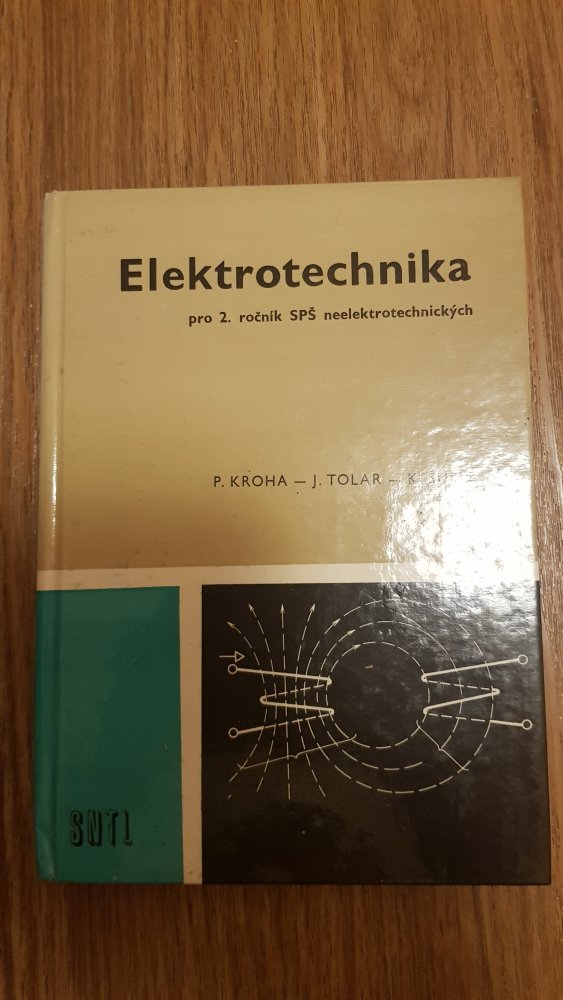 Elektrotechnika
pro 2. ročník SPŠ neelektrotechnických
P. KROHA — J. TOLAR — K.
SNTL